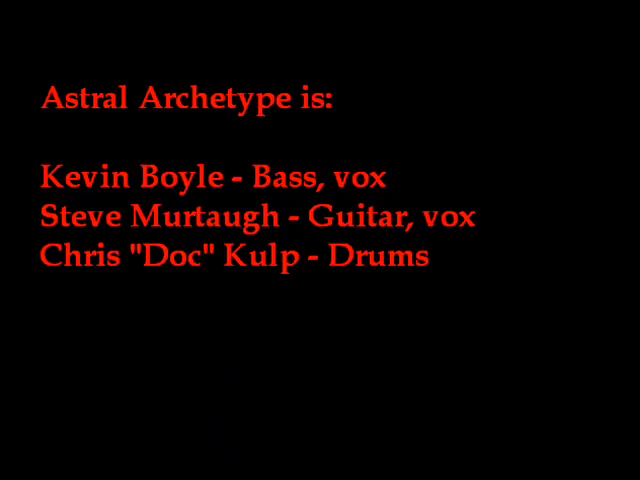 Astral Archetype is:
Kevin Boyle - Bass, vox
Steve Murtaugh - Guitar, vox
Chris "Doc" Kulp - Drums